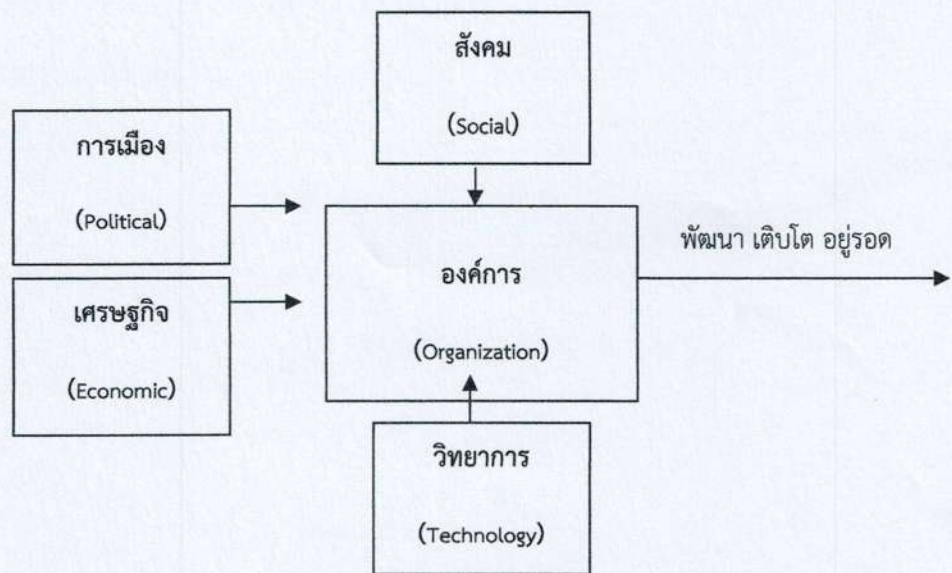 สังคม
(Social)
การเมือง
(Political)
เศรษฐกิจ
(Economic)
องค์การ
(Organization)
พัฒนา เติบโต อยู่รอด
วิทยาการ
(Technology)